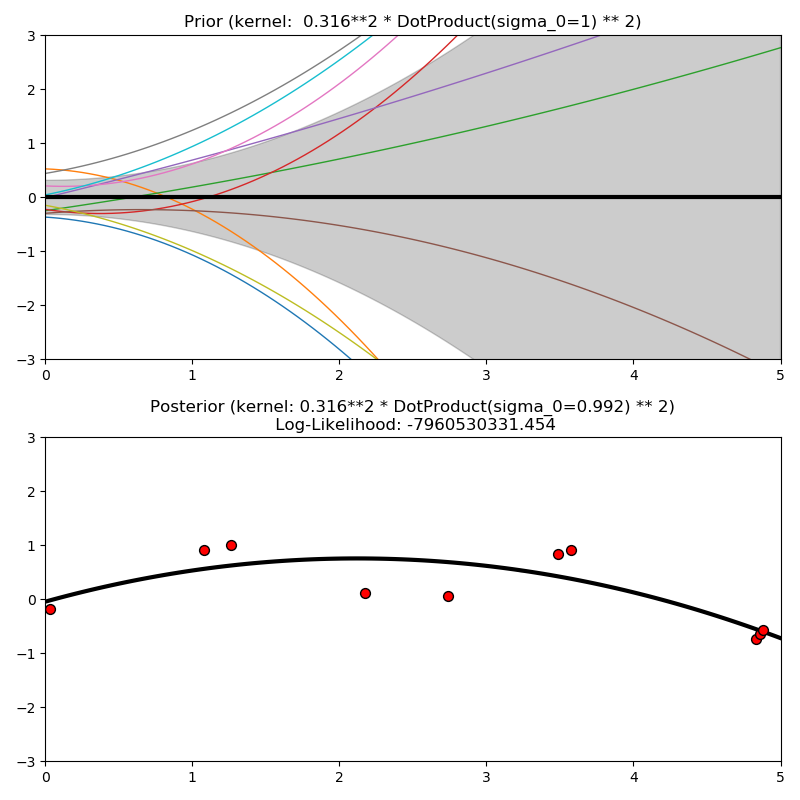 Prior (kernel:  0.316**2 * DotProduct(sigma_0=1) ** 2)
3
2
1
0
−1
−2
−3
0 1 2 3 4 5
Posterior (kernel: 0.316**2 * DotProduct(sigma_0=0.992) ** 2)
Log-Likelihood: -7960530331.454
3
2
1
0
−1
−2
−3
0 1 2 3 4 5